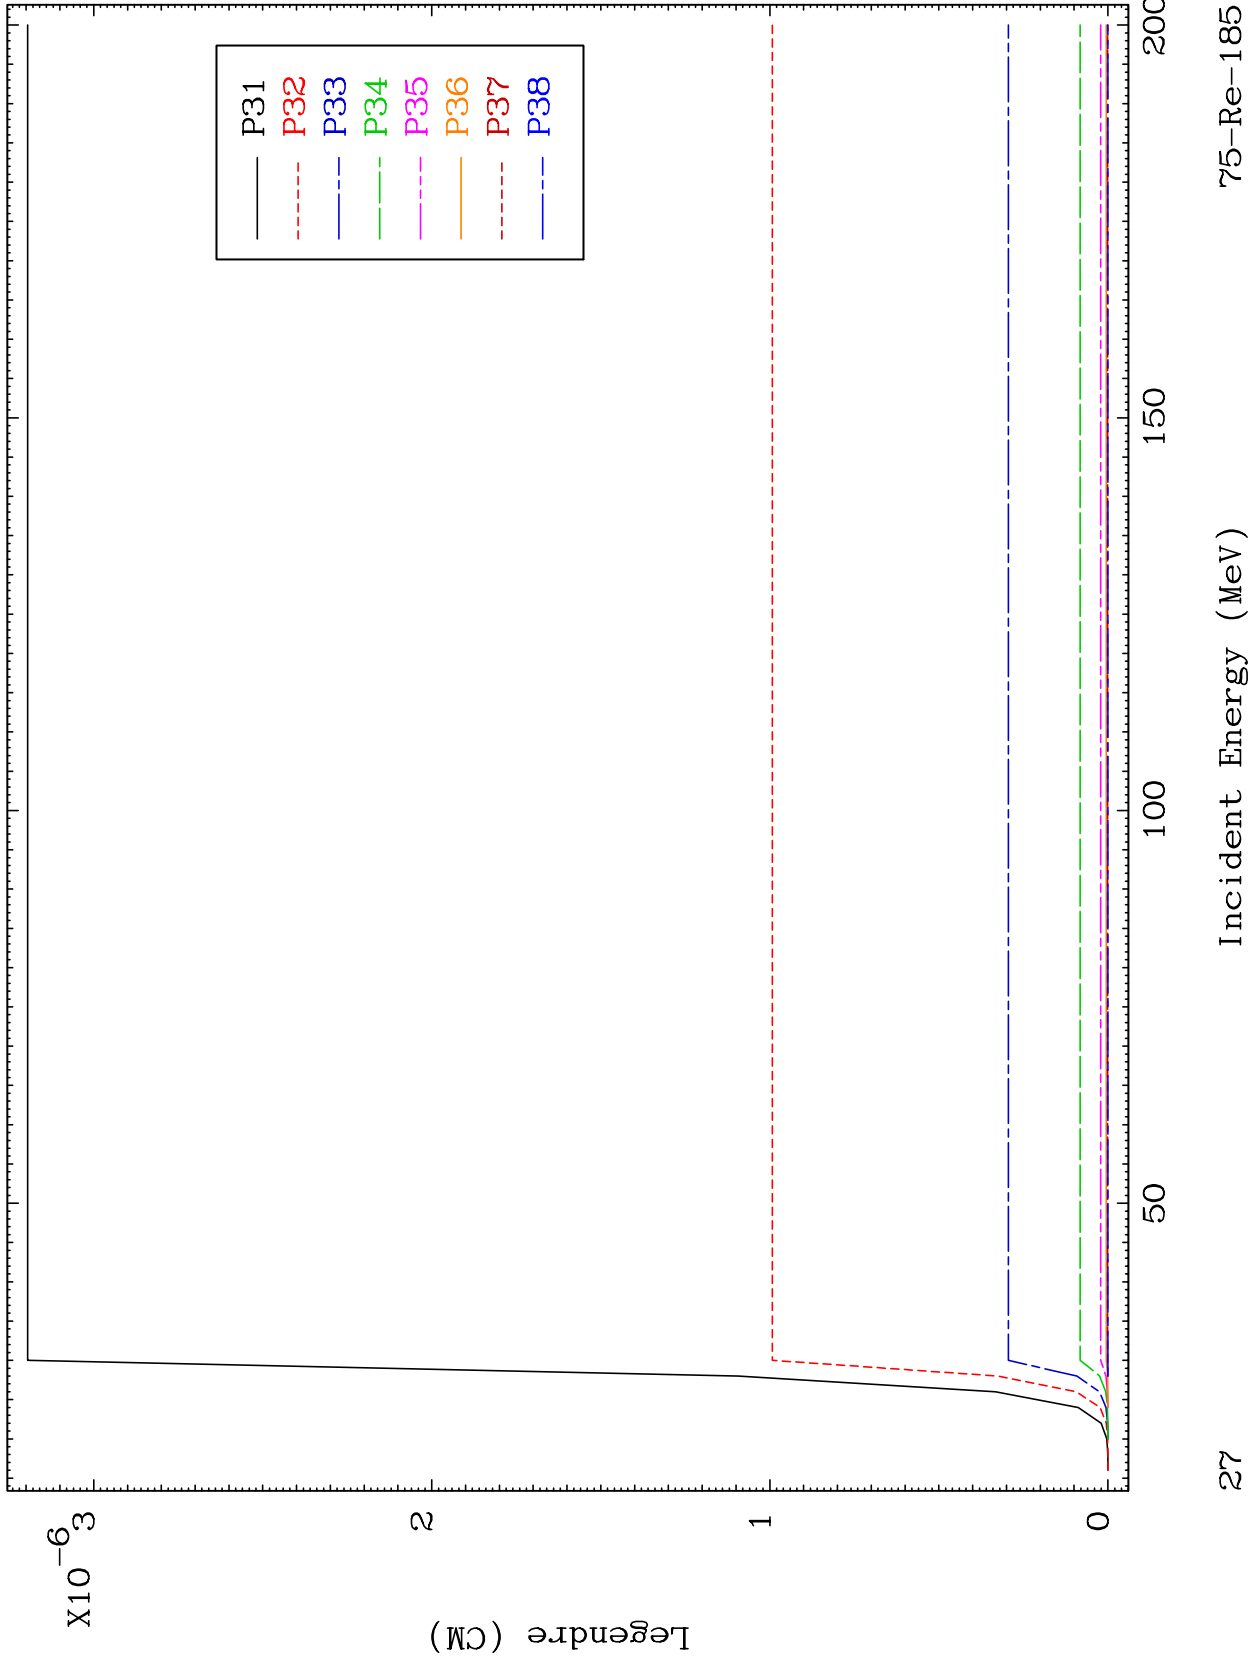 X10-6
3
2
1
0
Legendre (CM)
P31
P32
P33
P34
P35
P36
P37
P38
50
100
150
200
Incident Energy (MeV)
27
75-Re-185